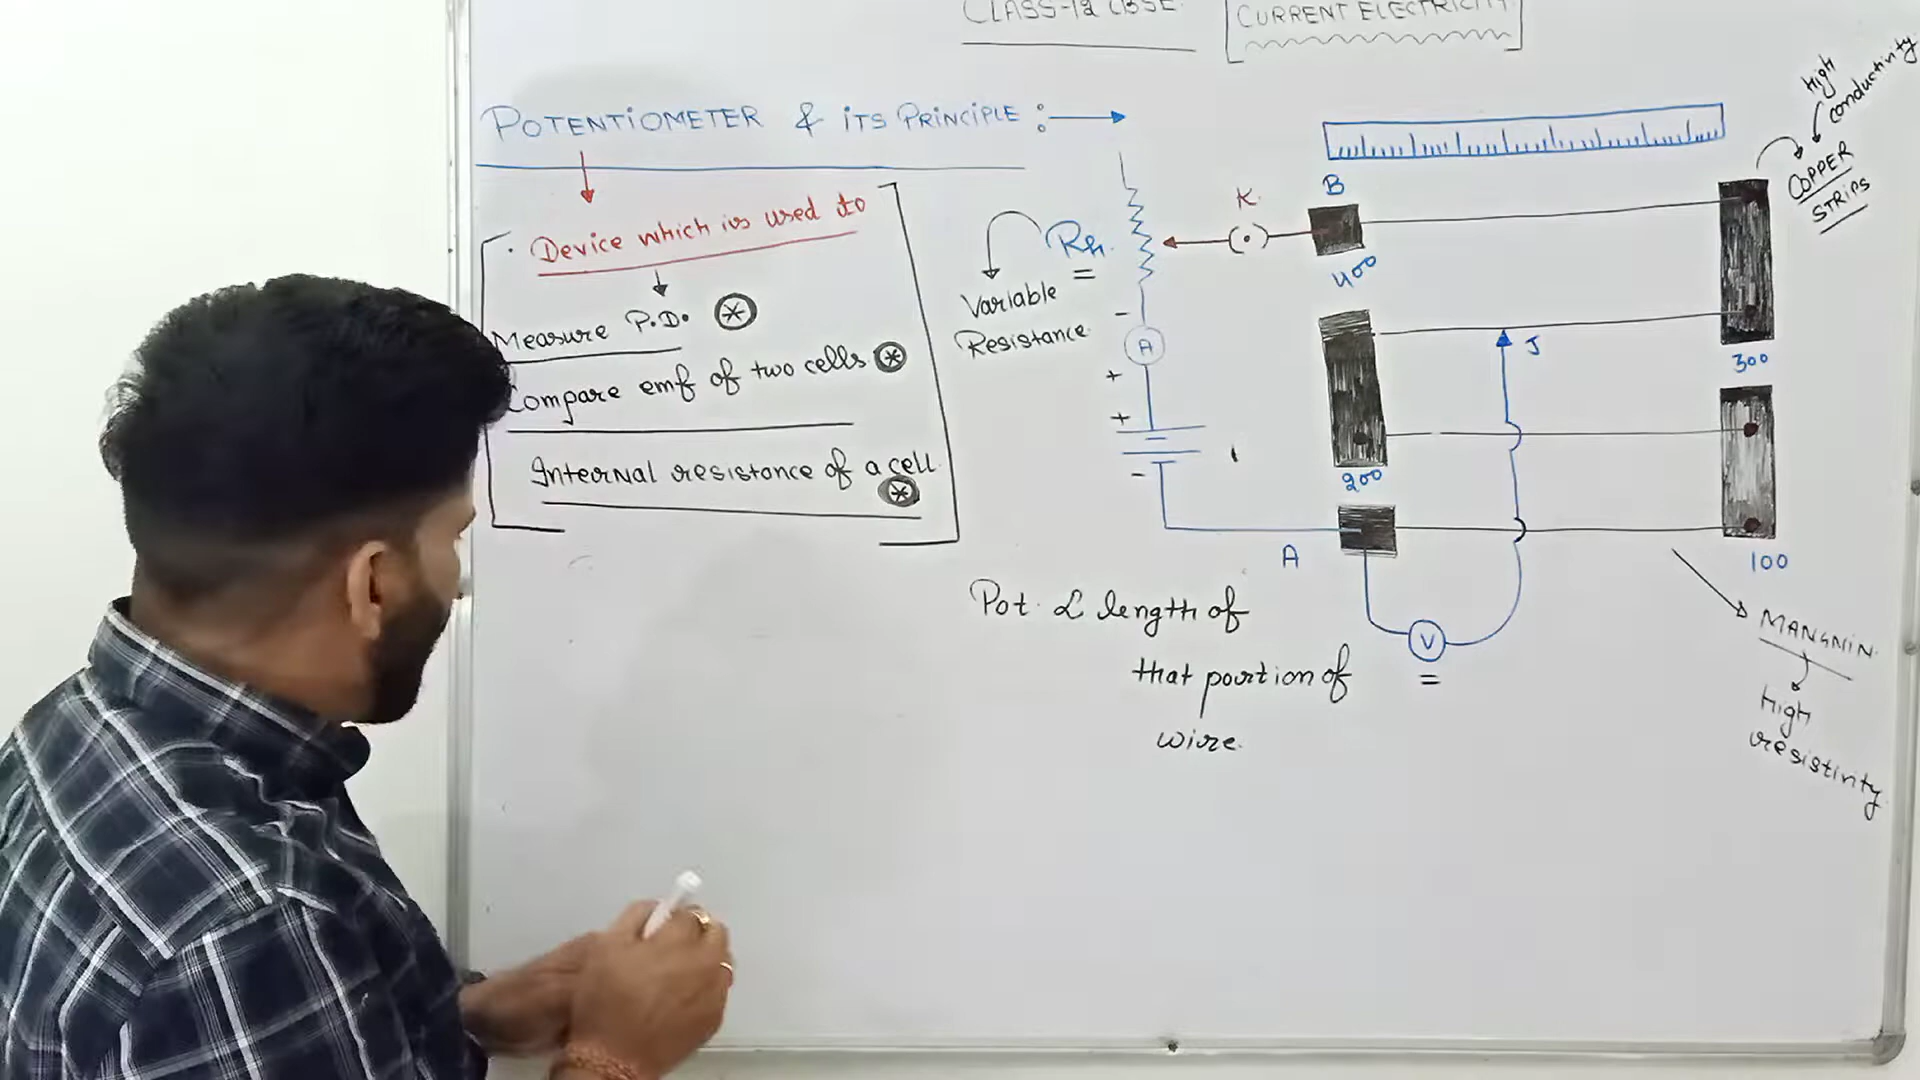 CLASS-12 CBSE.
CURRENT ELECTRICITY
POTENTIOMETER & ITS PRINCIPLE :
Device which is used to
Measure P.D.
Compare emf of two cells
Internal resistance of a cell
Rh.
Variable
Resistance
-
A
+
+
-
K
B
400
200
A
J
300
100
V
High
conductivity
COPPER
STRIPS
MANGNIN
High
resistivity
Pot. ∝ length of
that portion of
wire.